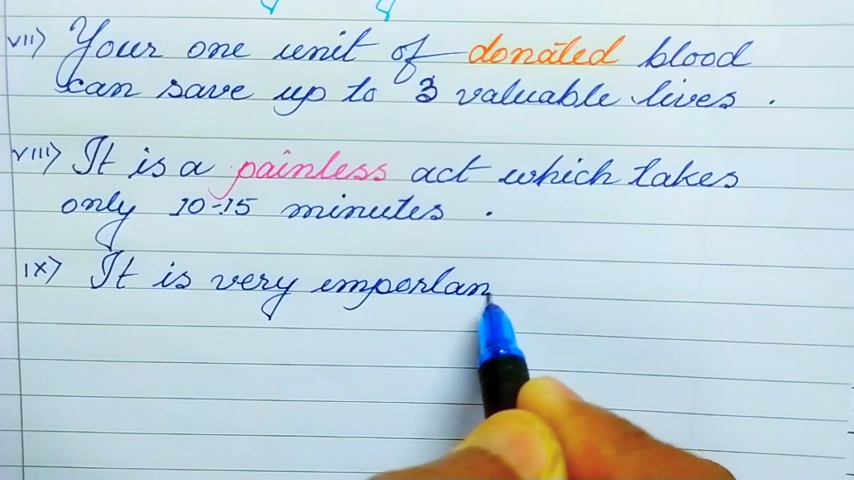 vii) Your one unit of donated blood
can save up to 3 valuable lives.
viii) It is a painless act which takes
only 10-15 minutes.
ix) It is very importan